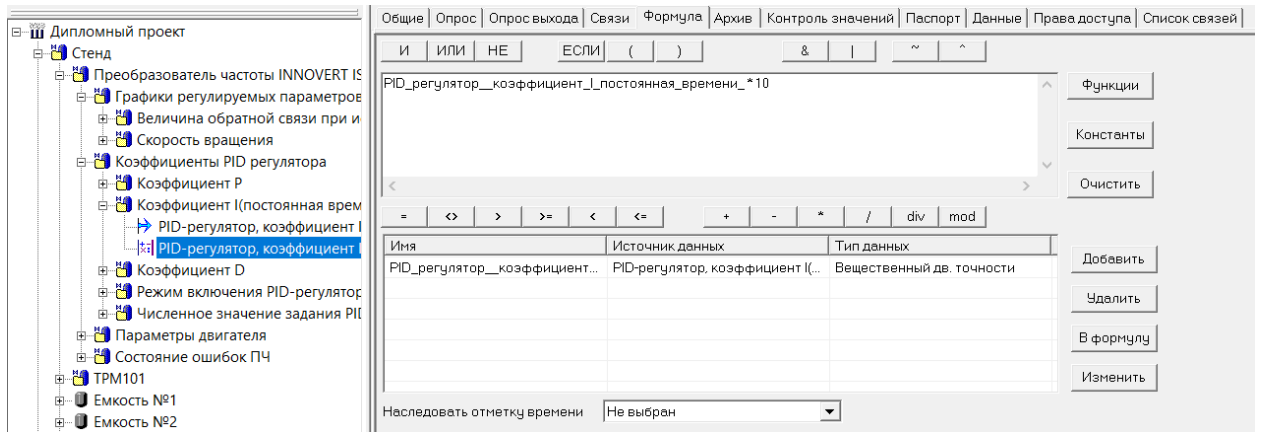 Дипломный проект
Стенд
Преобразователь частоты INNOVERT IS
Графики регулируемых параметров
Величина обратной связи при и
Скорость вращения
Коэффициенты PID регулятора
Коэффициент P
Коэффициент I(постоянная врем
PID-регулятор, коэффициент I
PID-регулятор, коэффициент I
Коэффициент D
Режим включения PID-регулятор
Численное значение задания PI
Параметры двигателя
Состояние ошибок ПЧ
ТРМ101
Емкость №1
Емкость №2
Общие Опрос Опрос выхода Связи Формула Архив Контроль значений Паспорт Данные Права доступа Список связей
И ИЛИ НЕ ЕСЛИ ( ) & | ~ ^
PID_регулятор__коэффициент_I_постоянная_времени_*10
Функции
Константы
Очистить
= <> > >= < <= + - * / div mod
Имя Источник данных Тип данных
PID_регулятор__коэффициент... PID-регулятор, коэффициент I(... Вещественный дв. точности
Добавить
Удалить
В формулу
Изменить
Наследовать отметку времени Не выбран